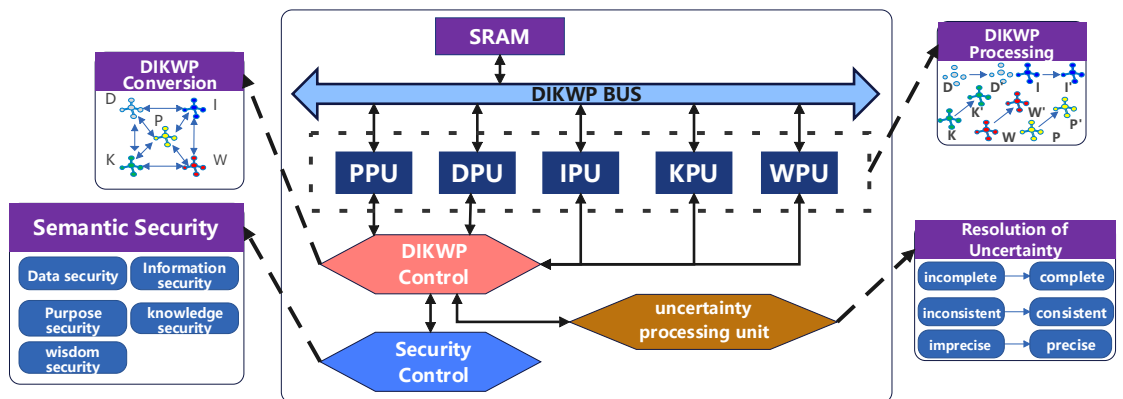 SRAM
DIKWP BUS
PPU
DPU
IPU
KPU
WPU
DIKWP
Control
Security
Control
uncertainty
processing unit
DIKWP
Conversion
D
I
P
K
W
Semantic Security
Data security
Information
security
Purpose
security
knowledge
security
wisdom
security
DIKWP
Processing
D
D'
I
I'
K
K'
W
W'
P
P'
Resolution of
Uncertainty
incomplete
complete
inconsistent
consistent
imprecise
precise